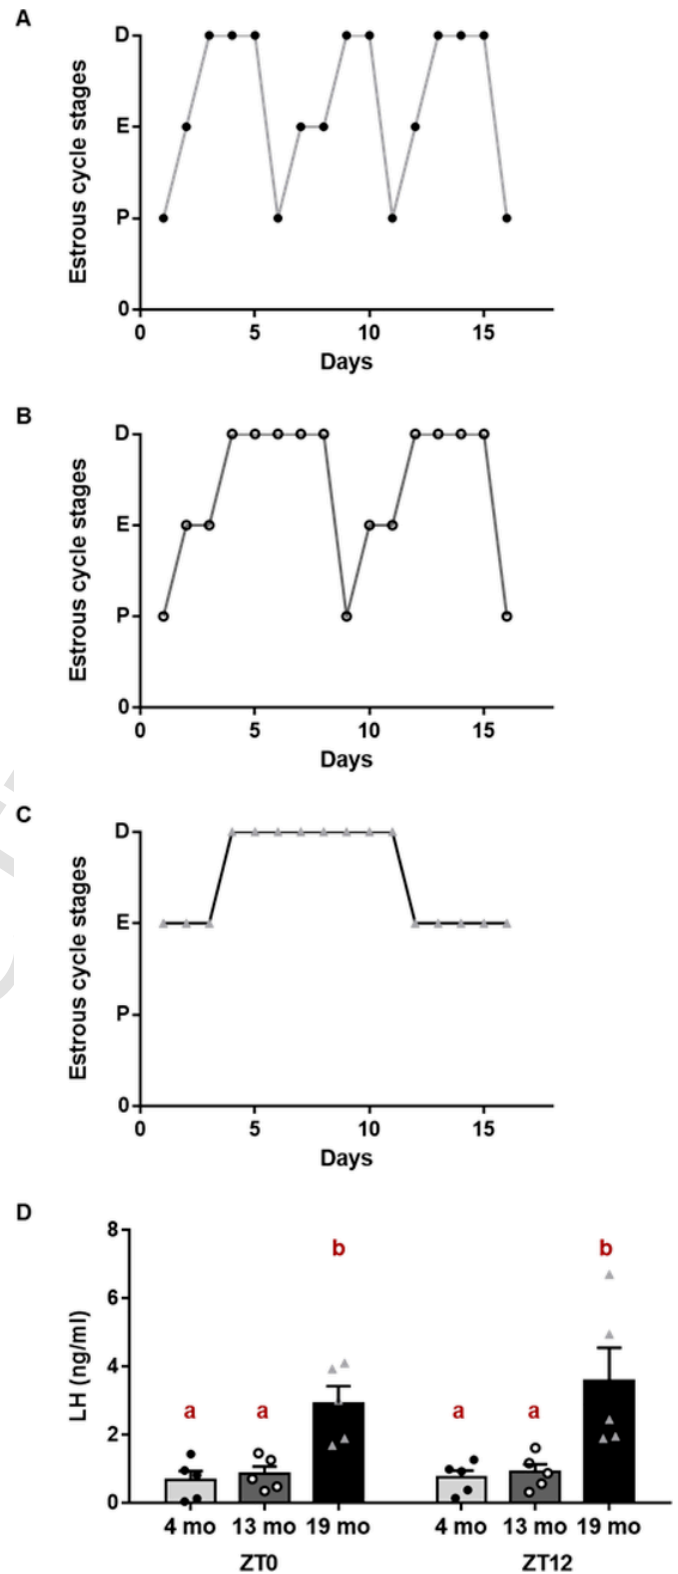 A
Estrous cycle stages
D
E
P
0
0 5 10 15
Days
B
Estrous cycle stages
D
E
P
0
0 5 10 15
Days
C
Estrous cycle stages
D
E
P
0
0 5 10 15
Days
D
LH (ng/ml)
8
6
4
2
0
b b
a a a a
4 mo 13 mo 19 mo 4 mo 13 mo 19 mo
ZT0 ZT12